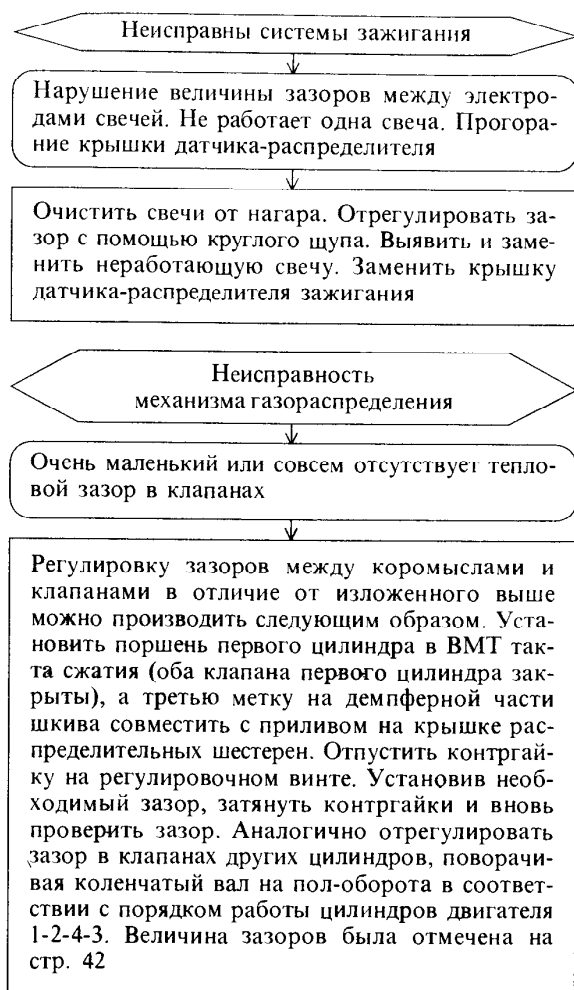 Неисправны системы зажигания
Нарушение величины зазоров между электро-
дами свечей. Не работает одна свеча. Прогора-
ние крышки датчика-распределителя
Очистить свечи от нагара. Отрегулировать за-
зор с помощью круглого щупа. Выявить и заме-
нить неработающую свечу. Заменить крышку
датчика-распределителя зажигания
Неисправность
механизма газораспределения
Очень маленький или совсем отсутствует тепло-
вой зазор в клапанах
Регулировку зазоров между коромыслами и
клапанами в отличие от изложенного выше
можно производить следующим образом. Уста-
новить поршень первого цилиндра в ВМТ так-
та сжатия (оба клапана первого цилиндра зак-
рыты), а третью метку на демпферной части
шкива совместить с приливом на крышке рас-
пределительных шестерен. Отпустить контргай-
ку на регулировочном винте. Установив необ-
ходимый зазор, затянуть контргайки и вновь
проверить зазор. Аналогично отрегулировать
зазор в клапанах других цилиндров, поворачи-
вая коленчатый вал на пол-оборота в соответ-
ствии с порядком работы цилиндров двигателя
1-2-4-3. Величина зазоров была отмечена на
стр. 42